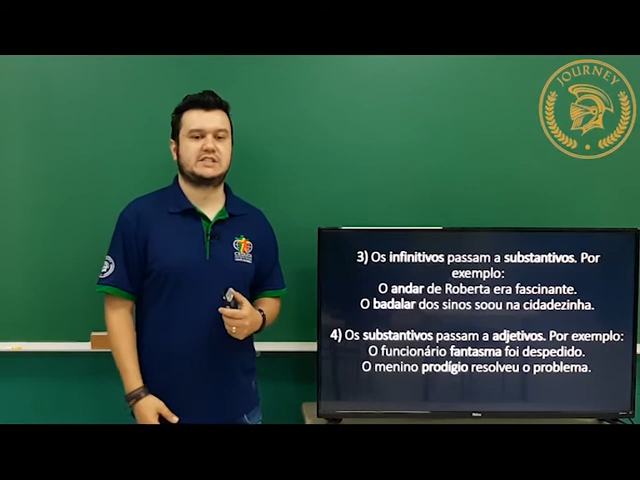 JOURNEY
3) Os infinitivos passam a substantivos. Por
exemplo:
O andar de Roberta era fascinante.
O badalar dos sinos soou na cidadezinha.
4) Os substantivos passam a adjetivos. Por exemplo:
O funcionário fantasma foi despedido.
O menino prodígio resolveu o problema.